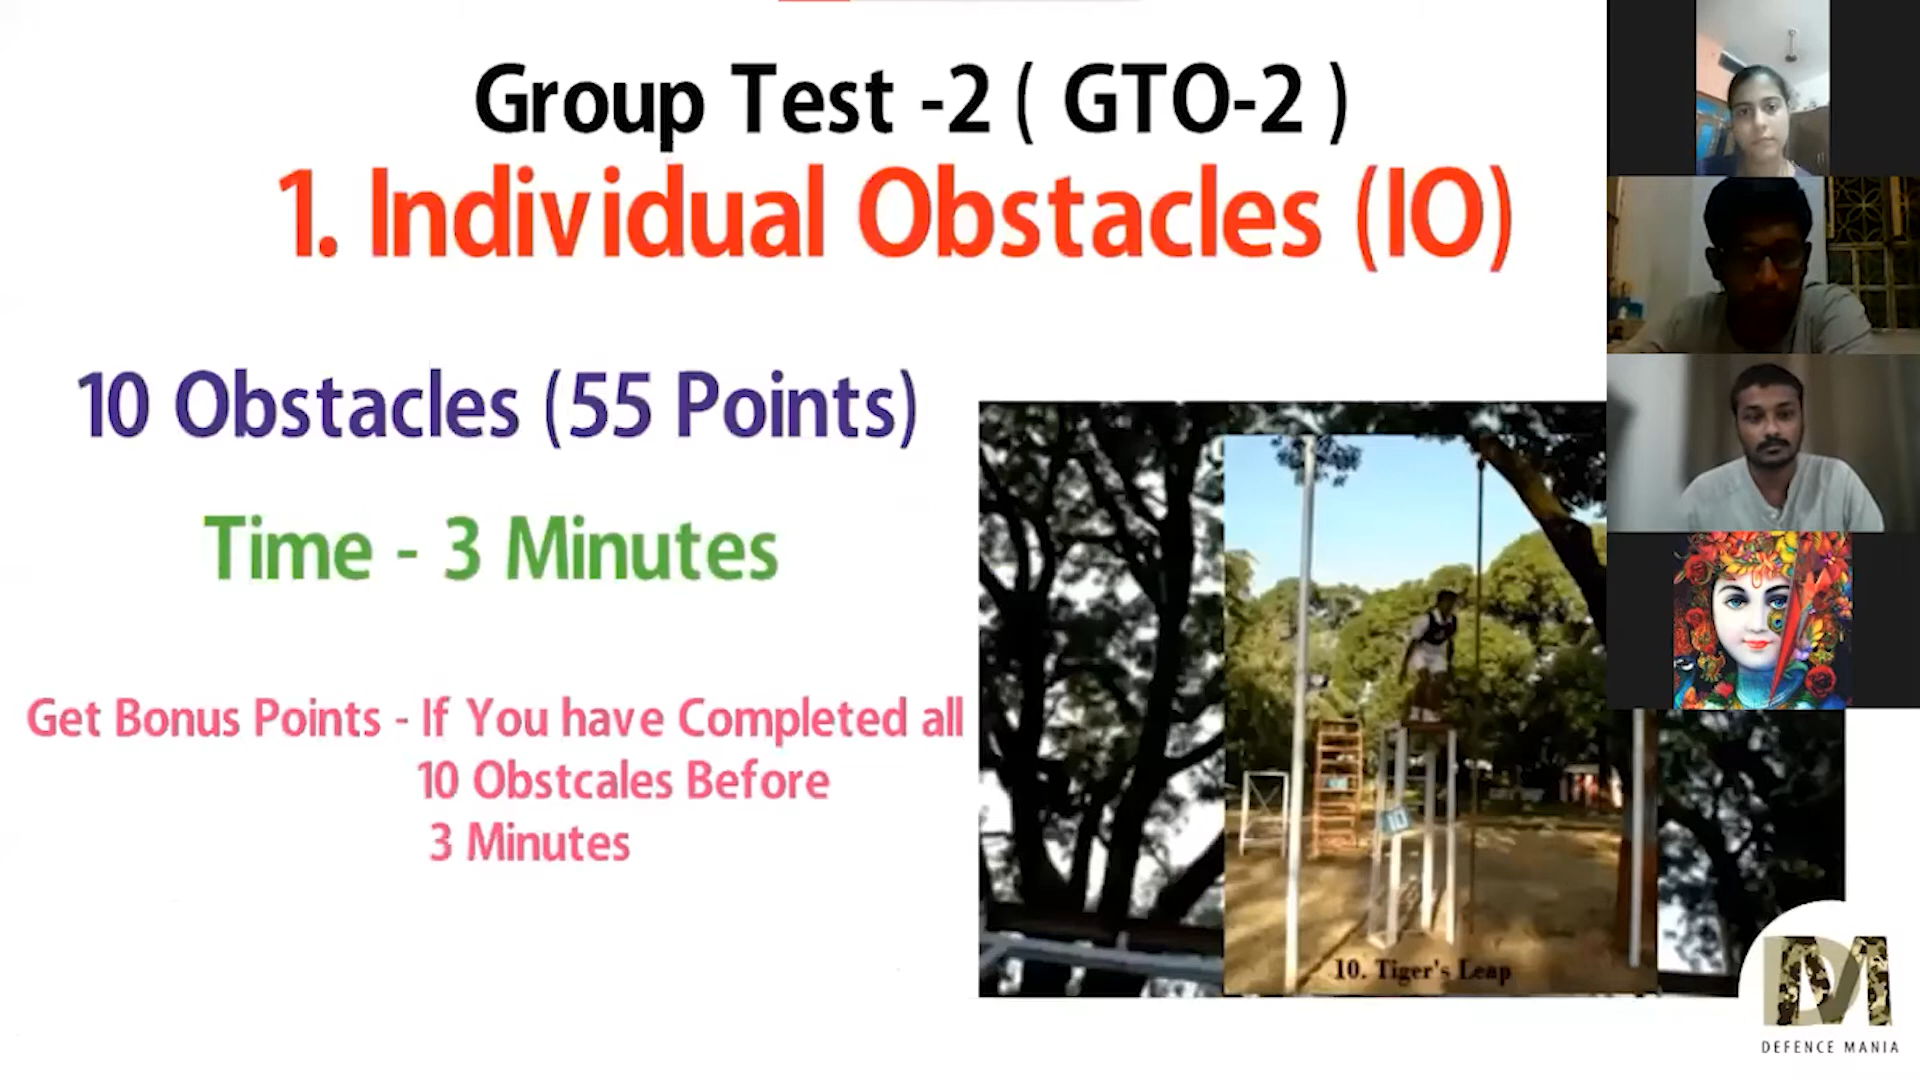 Group Test -2 ( GTO-2 )
1. Individual Obstacles (IO)
10 Obstacles (55 Points)
Time - 3 Minutes
Get Bonus Points - If You have Completed all
10 Obstcales Before
3 Minutes
10
10. Tiger's Leap
DM
DEFENCE MANIA